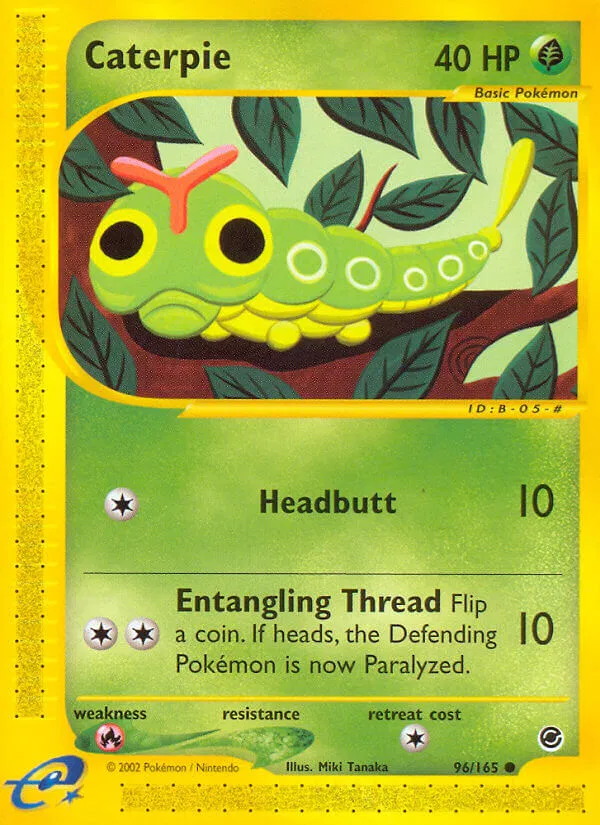 Caterpie 40 HP
Basic Pokémon
ID:B-05-#
Headbutt 10
Entangling Thread Flip
a coin. If heads, the Defending 10
Pokémon is now Paralyzed.
weakness resistance retreat cost
© 2002 Pokémon / Nintendo Illus. Miki Tanaka 96/165
e